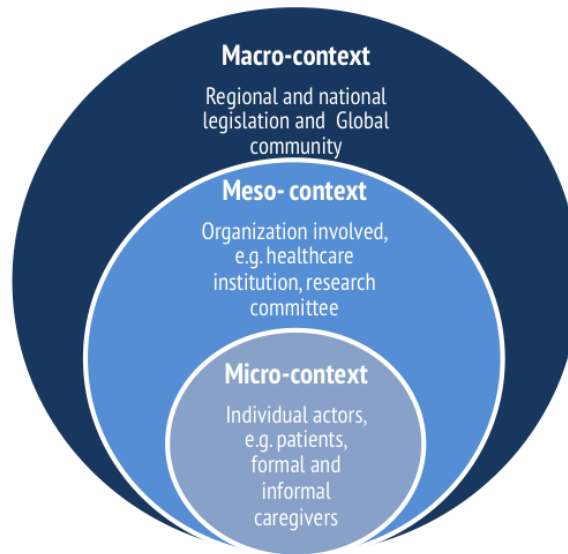 Macro-context
Regional and national
legislation and Global
community
Meso- context
Organization involved,
e.g. healthcare
institution, research
committee
Micro-context
Individual actors,
e.g. patients,
formal and
informal
caregivers